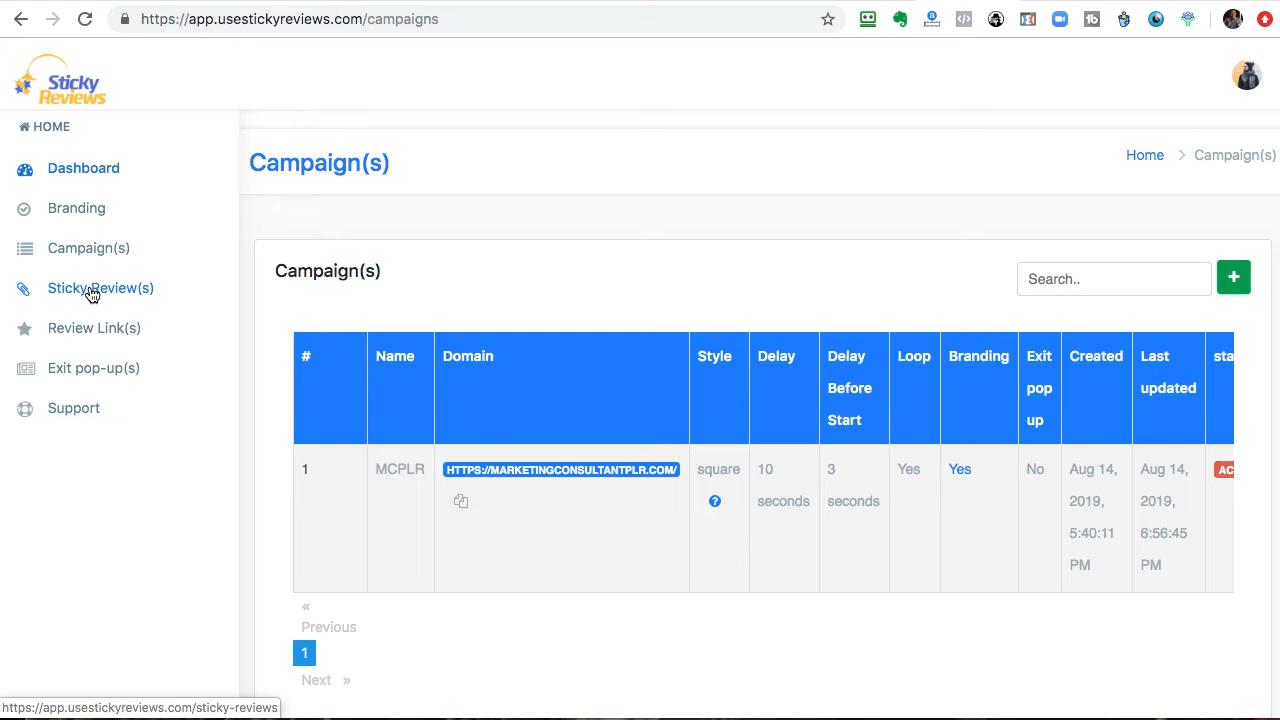 https://app.usestickyreviews.com/campaigns
Sticky
Reviews
HOME
Dashboard
Branding
Campaign(s)
Sticky Review(s)
Review Link(s)
Exit pop-up(s)
Support
Campaign(s)
Home > Campaign(s)
Campaign(s)
Search..
+
# Name Domain Style Delay Delay Before Start Loop Branding Exit pop up Created Last updated sta
1 MCPLR HTTPS://MARKETINGCONSULTANTPLR.COM/ square ? 10 seconds 3 seconds Yes Yes No Aug 14, 2019, 5:40:11 PM Aug 14, 2019, 6:56:45 PM AC
«
Previous
1
Next »
https://app.usestickyreviews.com/sticky-reviews